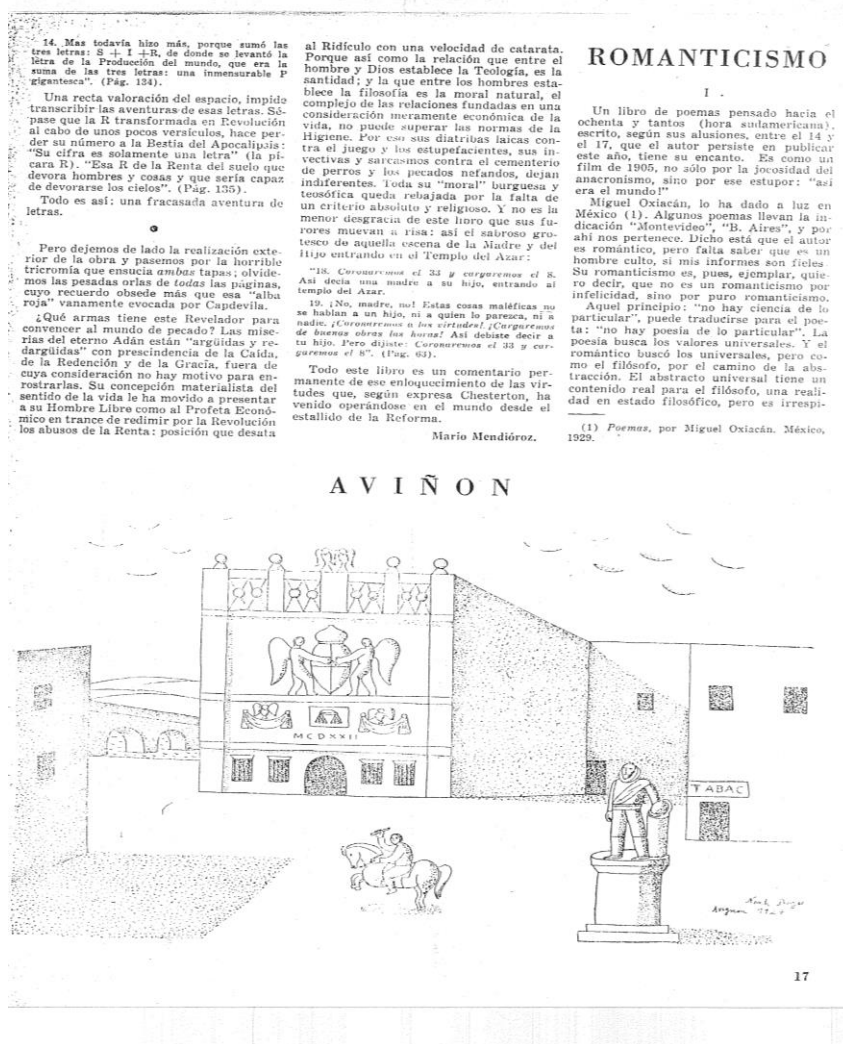 14. Mas todavía hizo más, porque sumó las
tres letras: S + I +R, de donde se levantó la
letra de la Producción del mundo, que era la
suma de las tres letras: una inmensurable P
gigantesca". (Pág. 134).
Una recta valoración del espacio, impide
transcribir las aventuras de esas letras. Sé-
pase que la R transformada en Revolución
al cabo de unos pocos versículos, hace per-
der su número a la Bestia del Apocalipsis:
"Su cifra es solamente una letra" (la pí-
cara R). "Esa R de la Renta del suelo que
devora hombres y cosas y que sería capaz
de devorarse los cielos". (Pág. 135).
Todo es así: una fracasada aventura de
letras.
Pero dejemos de lado la realización exte-
rior de la obra y pasemos por la horrible
tricromía que ensucia ambas tapas; olvide-
mos las pesadas orlas de todas las páginas,
cuyo recuerdo obsede más que esa "alba
roja" vanamente evocada por Capdevila.
¿Qué armas tiene este Revelador para
convencer al mundo de pecado? Las mise-
rias del eterno Adán están "argüidas y re-
dargüidas" con prescindencia de la Caída,
de la Redención y de la Gracia, fuera de
cuya consideración no hay motivo para en-
rostrarlas. Su concepción materialista del
sentido de la vida le ha movido a presentar
a su Hombre Libre como al Profeta Econó-
mico en trance de redimir por la Revolución
los abusos de la Renta: posición que desata
al Ridículo con una velocidad de catarata.
Porque así como la relación que entre el
hombre y Dios establece la Teología, es la
santidad; y la que entre los hombres esta-
blece la filosofía es la moral natural, el
complejo de las relaciones fundadas en una
consideración meramente económica de la
vida, no puede superar las normas de la
Higiene. Por eso sus diatribas laicas con-
tra el juego y los estupefacientes, sus in-
vectivas y sarcasmos contra el cementerio
de perros y los pecados nefandos, dejan
indiferentes. Toda su "moral" burguesa y
teosófica queda rebajada por la falta de
un criterio absoluto y religioso. Y no es la
menor desgracia de este libro que sus fu-
rores muevan a risa: así el sabroso gro-
tesco de aquella escena de la Madre y del
Hijo entrando en el Templo del Azar:
"18. Coronaremos el 33 y cargaremos el 8.
Así decía una madre a su hijo, entrando al
templo del Azar.
19. ¡No, madre, no! Estas cosas maléficas no
se hablan a un hijo, ni a quien lo parezca, ni a
nadie. ¡Coronaremos a las virtudes! ¡Cargaremos
de buenas obras las horas! Así debiste decir a
tu hijo. Pero dijiste: Coronaremos el 33 y car-
garemos el 8". (Pag. 63).
Todo este libro es un comentario per-
manente de ese enloquecimiento de las vir-
tudes que, según expresa Chesterton, ha
venido operándose en el mundo desde el
estallido de la Reforma.
Mario Mendióroz.
ROMANTICISMO
I .
Un libro de poemas pensado hacia el
ochenta y tantos (hora sudamericana).
escrito, según sus alusiones, entre el 14 y
el 17, que el autor persiste en publicar
este año, tiene su encanto. Es como un
film de 1905, no sólo por la jocosidad del
anacronismo, sino por ese estupor: "así
era el mundo!"
Miguel Oxiacán, lo ha dado a luz en
México (1). Algunos poemas llevan la in-
dicación "Montevideo", "B. Aires", y por
ahí nos pertenece. Dicho está que el autor
es romántico, pero falta saber que es un
hombre culto, si mis informes son fieles.
Su romanticismo es, pues, ejemplar, quie-
ro decir, que no es un romanticismo por
infelicidad, sino por puro romanticismo.
Aquel principio: "no hay ciencia de lo
particular", puede traducirse para el poe-
ta: "no hay poesía de lo particular". La
poesía busca los valores universales. Y el
romántico buscó los universales, pero co-
mo el filósofo, por el camino de la abs-
tracción. El abstracto universal tiene un
contenido real para el filósofo, una reali-
dad en estado filosófico, pero es irrespi-
(1) Poemas, por Miguel Oxiacán. México,
1929.
AVIÑON
MCDXXII
TABAC
17